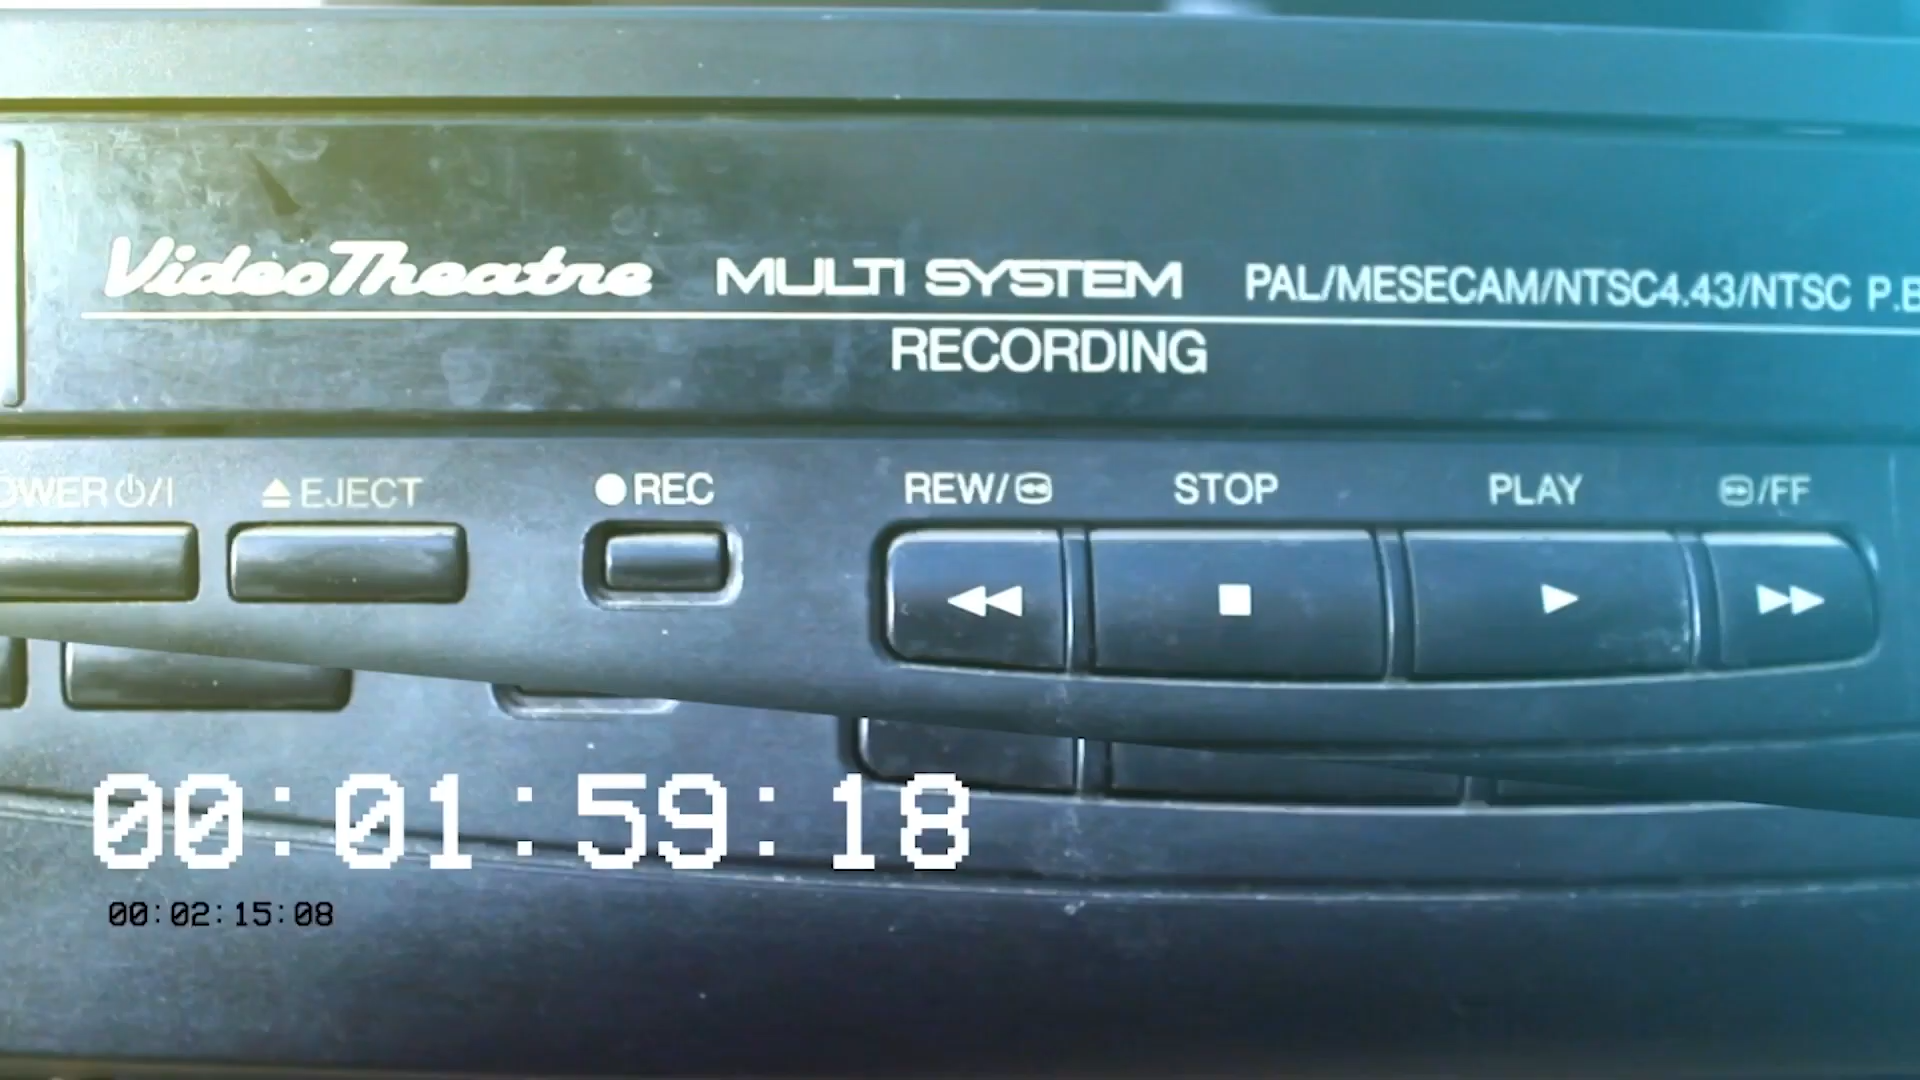 VideoTheatre MULTI SYSTEM PAL/MESECAM/NTSC4.43/NTSC
RECORDING
EJECT REC REW/ STOP PLAY /FF
00:01:59:18
00:02:15:08